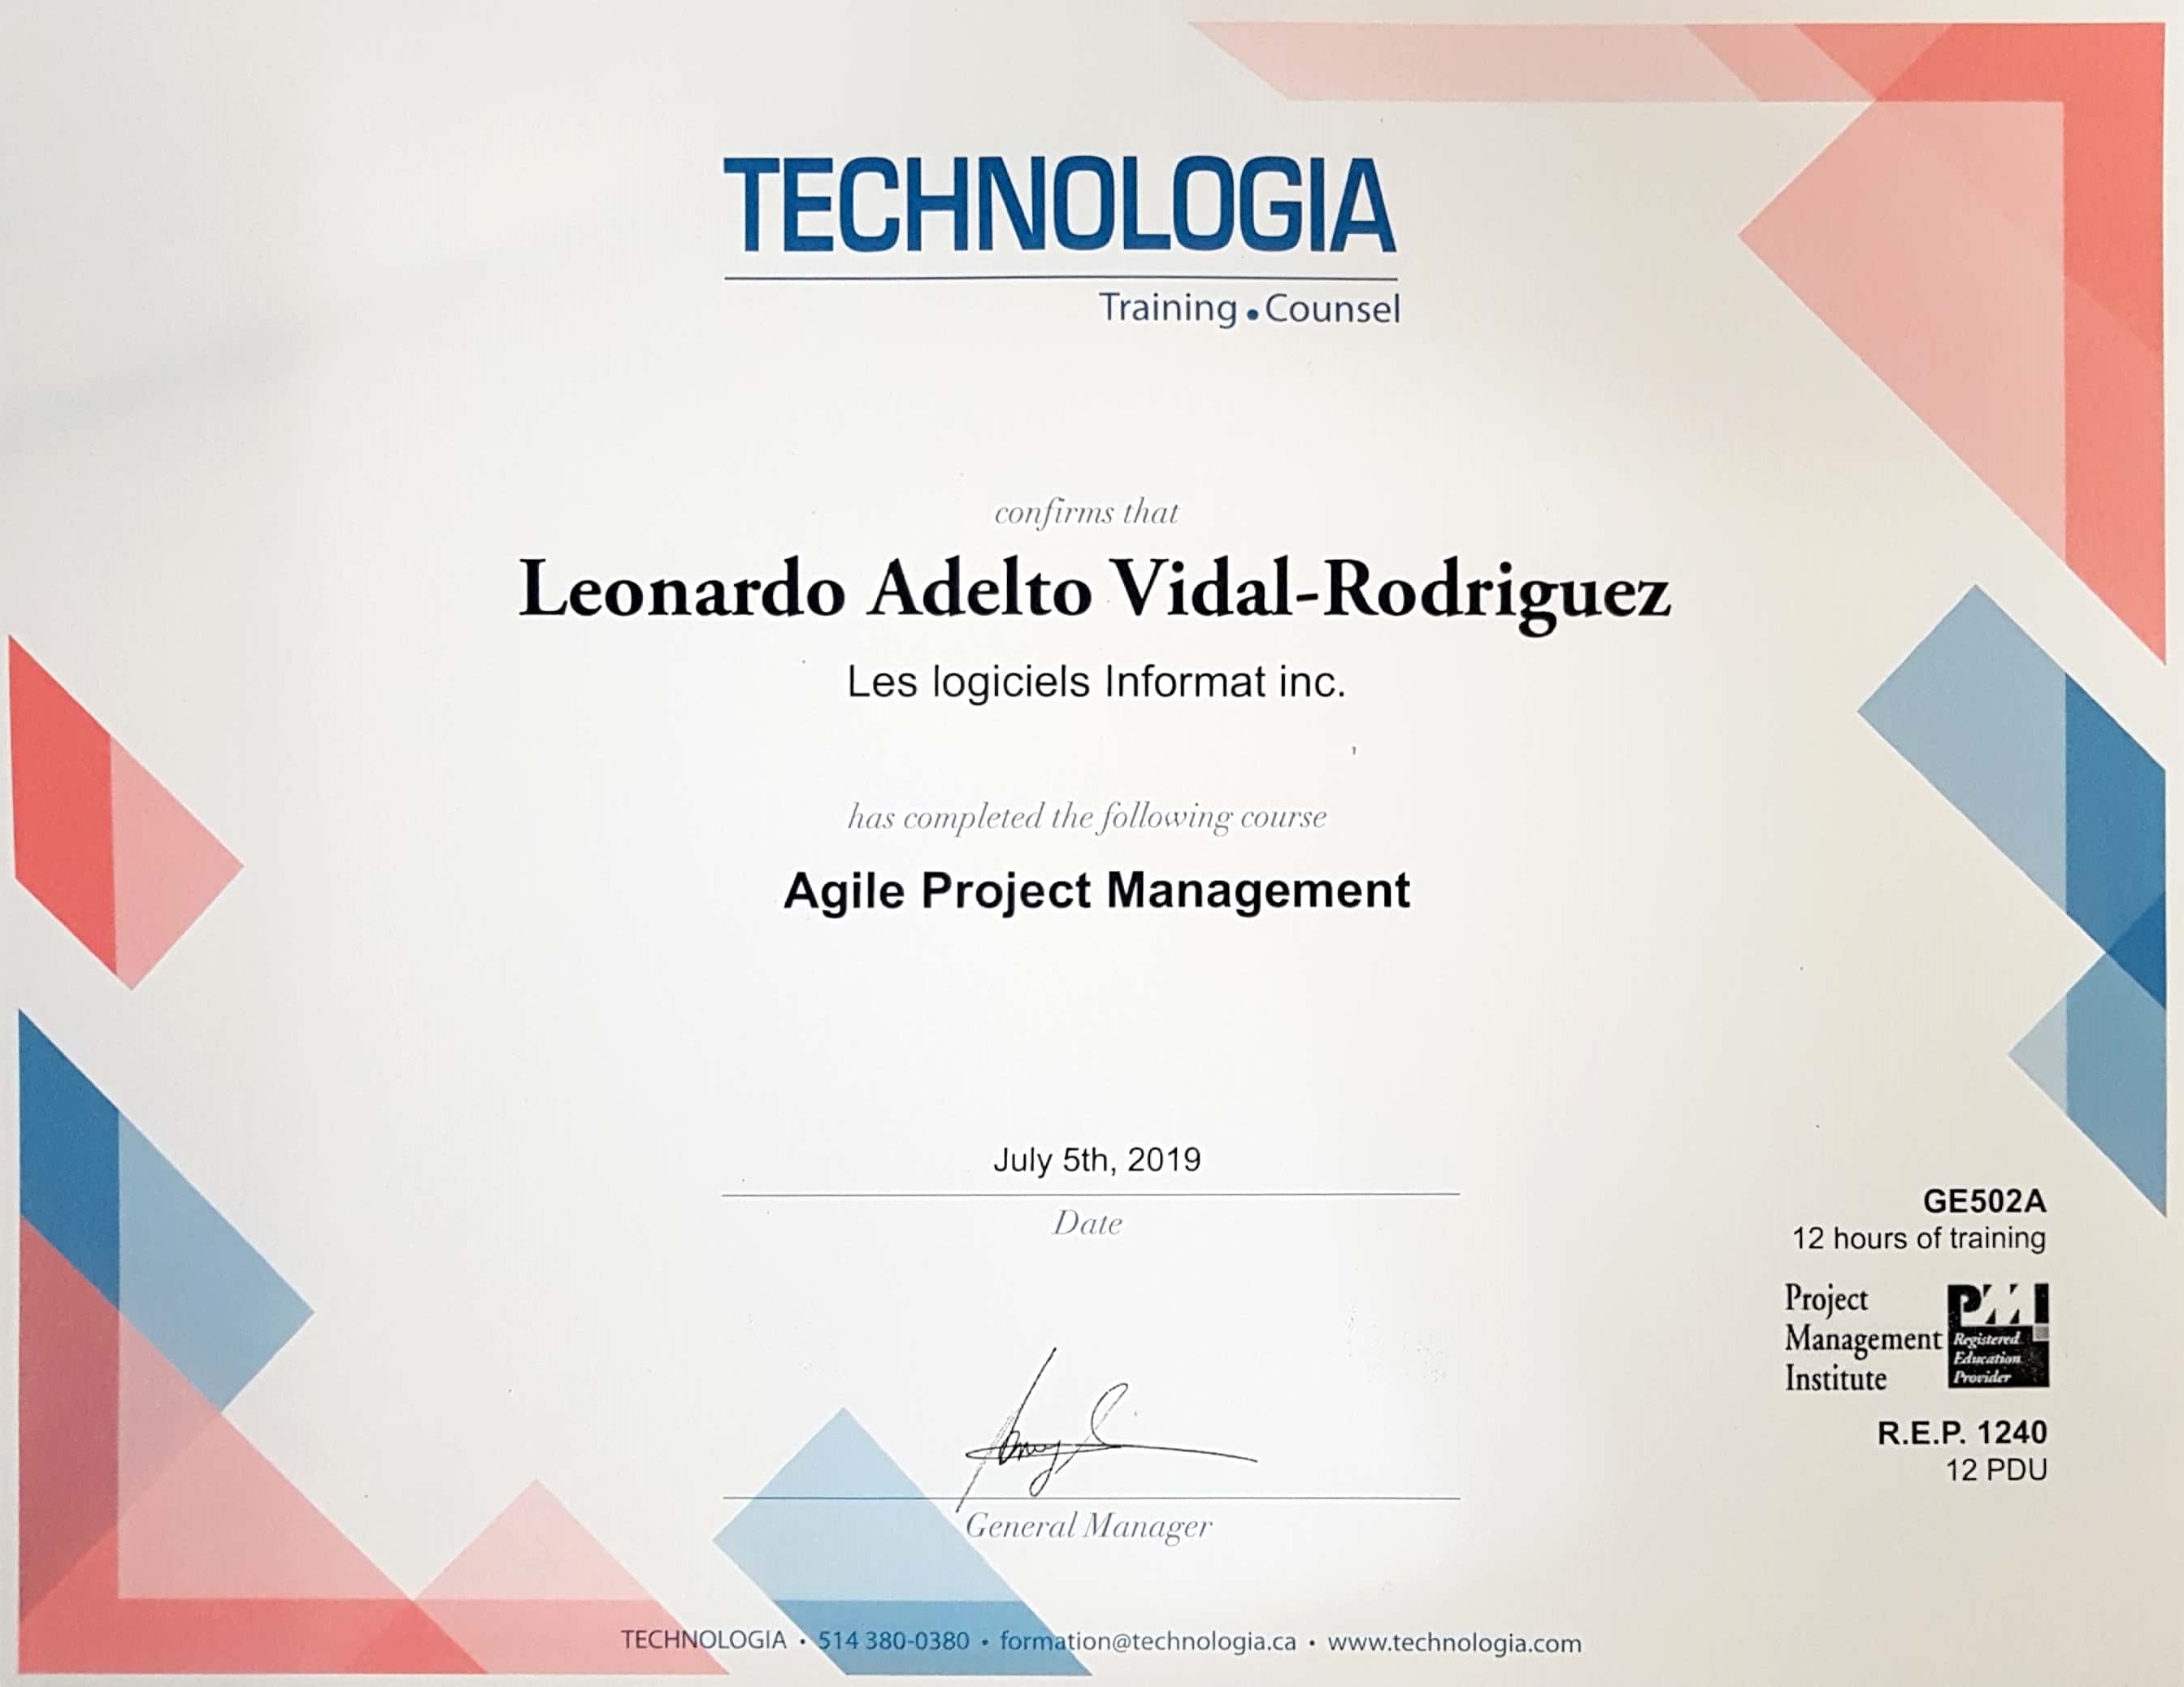 TECHNOLOGIA
Training • Counsel
confirms that
Leonardo Adelto Vidal-Rodriguez
Les logiciels Informat inc.
has completed the following course
Agile Project Management
July 5th, 2019
Date
General Manager
GE502A
12 hours of training
Project
Management
Institute
PMI
Registered
Education
Provider
R.E.P. 1240
12 PDU
TECHNOLOGIA • 514 380-0380 • formation@technologia.ca • www.technologia.com